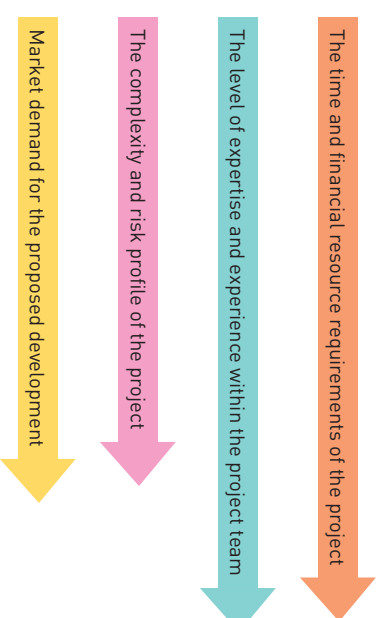 Market demand for the proposed development
The complexity and risk profile of the project
The level of expertise and experience within the project team
The time and financial resource requirements of the project